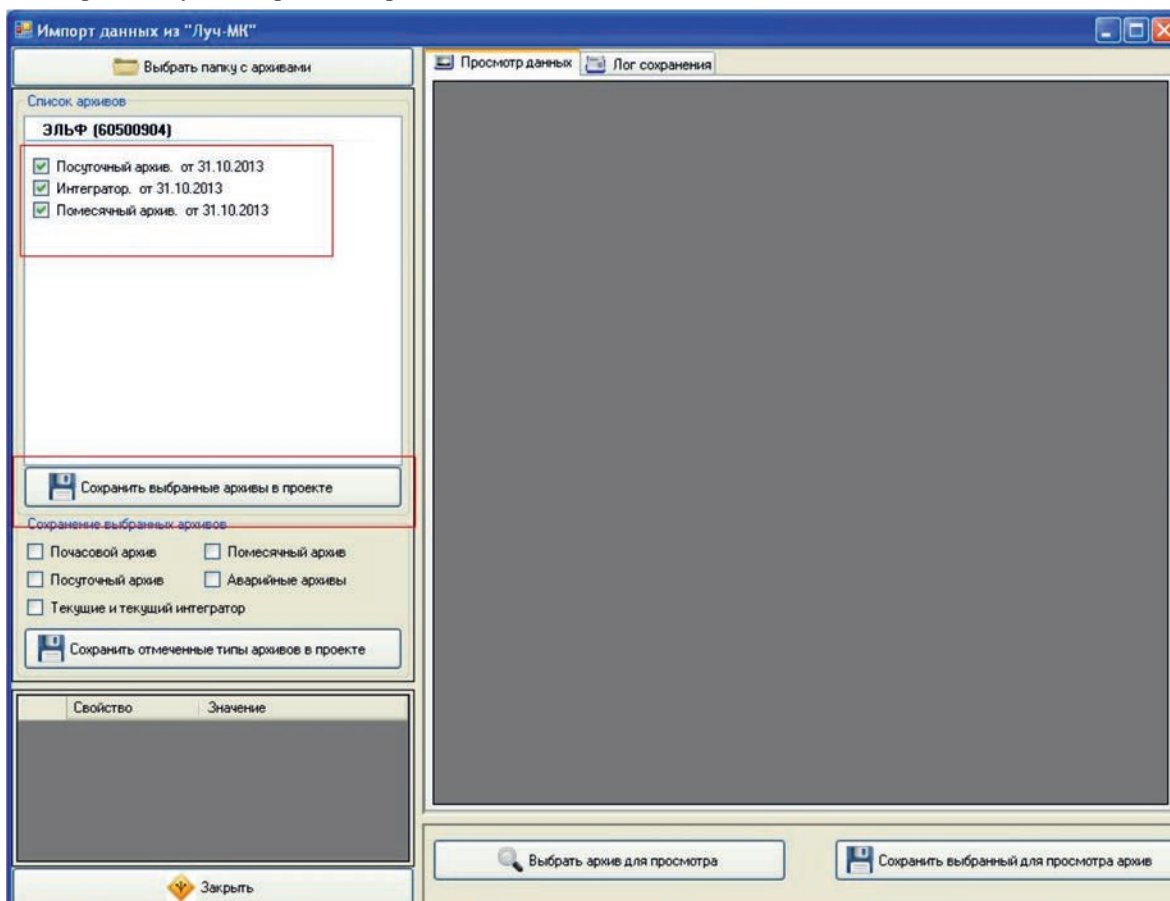 Импорт данных из "Луч-МК"
Выбрать папку с архивами
Список архивов
ЭЛЬФ (60500904)
Посуточный архив. от 31.10.2013
Интегратор. от 31.10.2013
Помесячный архив. от 31.10.2013
Сохранить выбранные архивы в проекте
Сохранение выбранных архивов
Почасовой архив Помесячный архив
Посуточный архив Аварийные архивы
Текущие и текущий интегратор
Сохранить отмеченные типы архивов в проекте
Свойство Значение
Закрыть
Просмотр данных Лог сохранения
Выбрать архив для просмотра Сохранить выбранный для просмотра архив